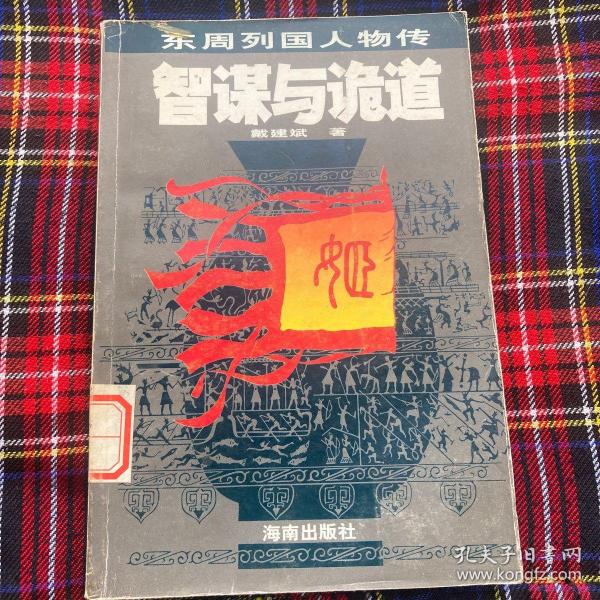 东周列国人物传
智谋与诡道
戴建斌 著
姬
海南出版社
孔夫子旧书网
www.kongfz.com